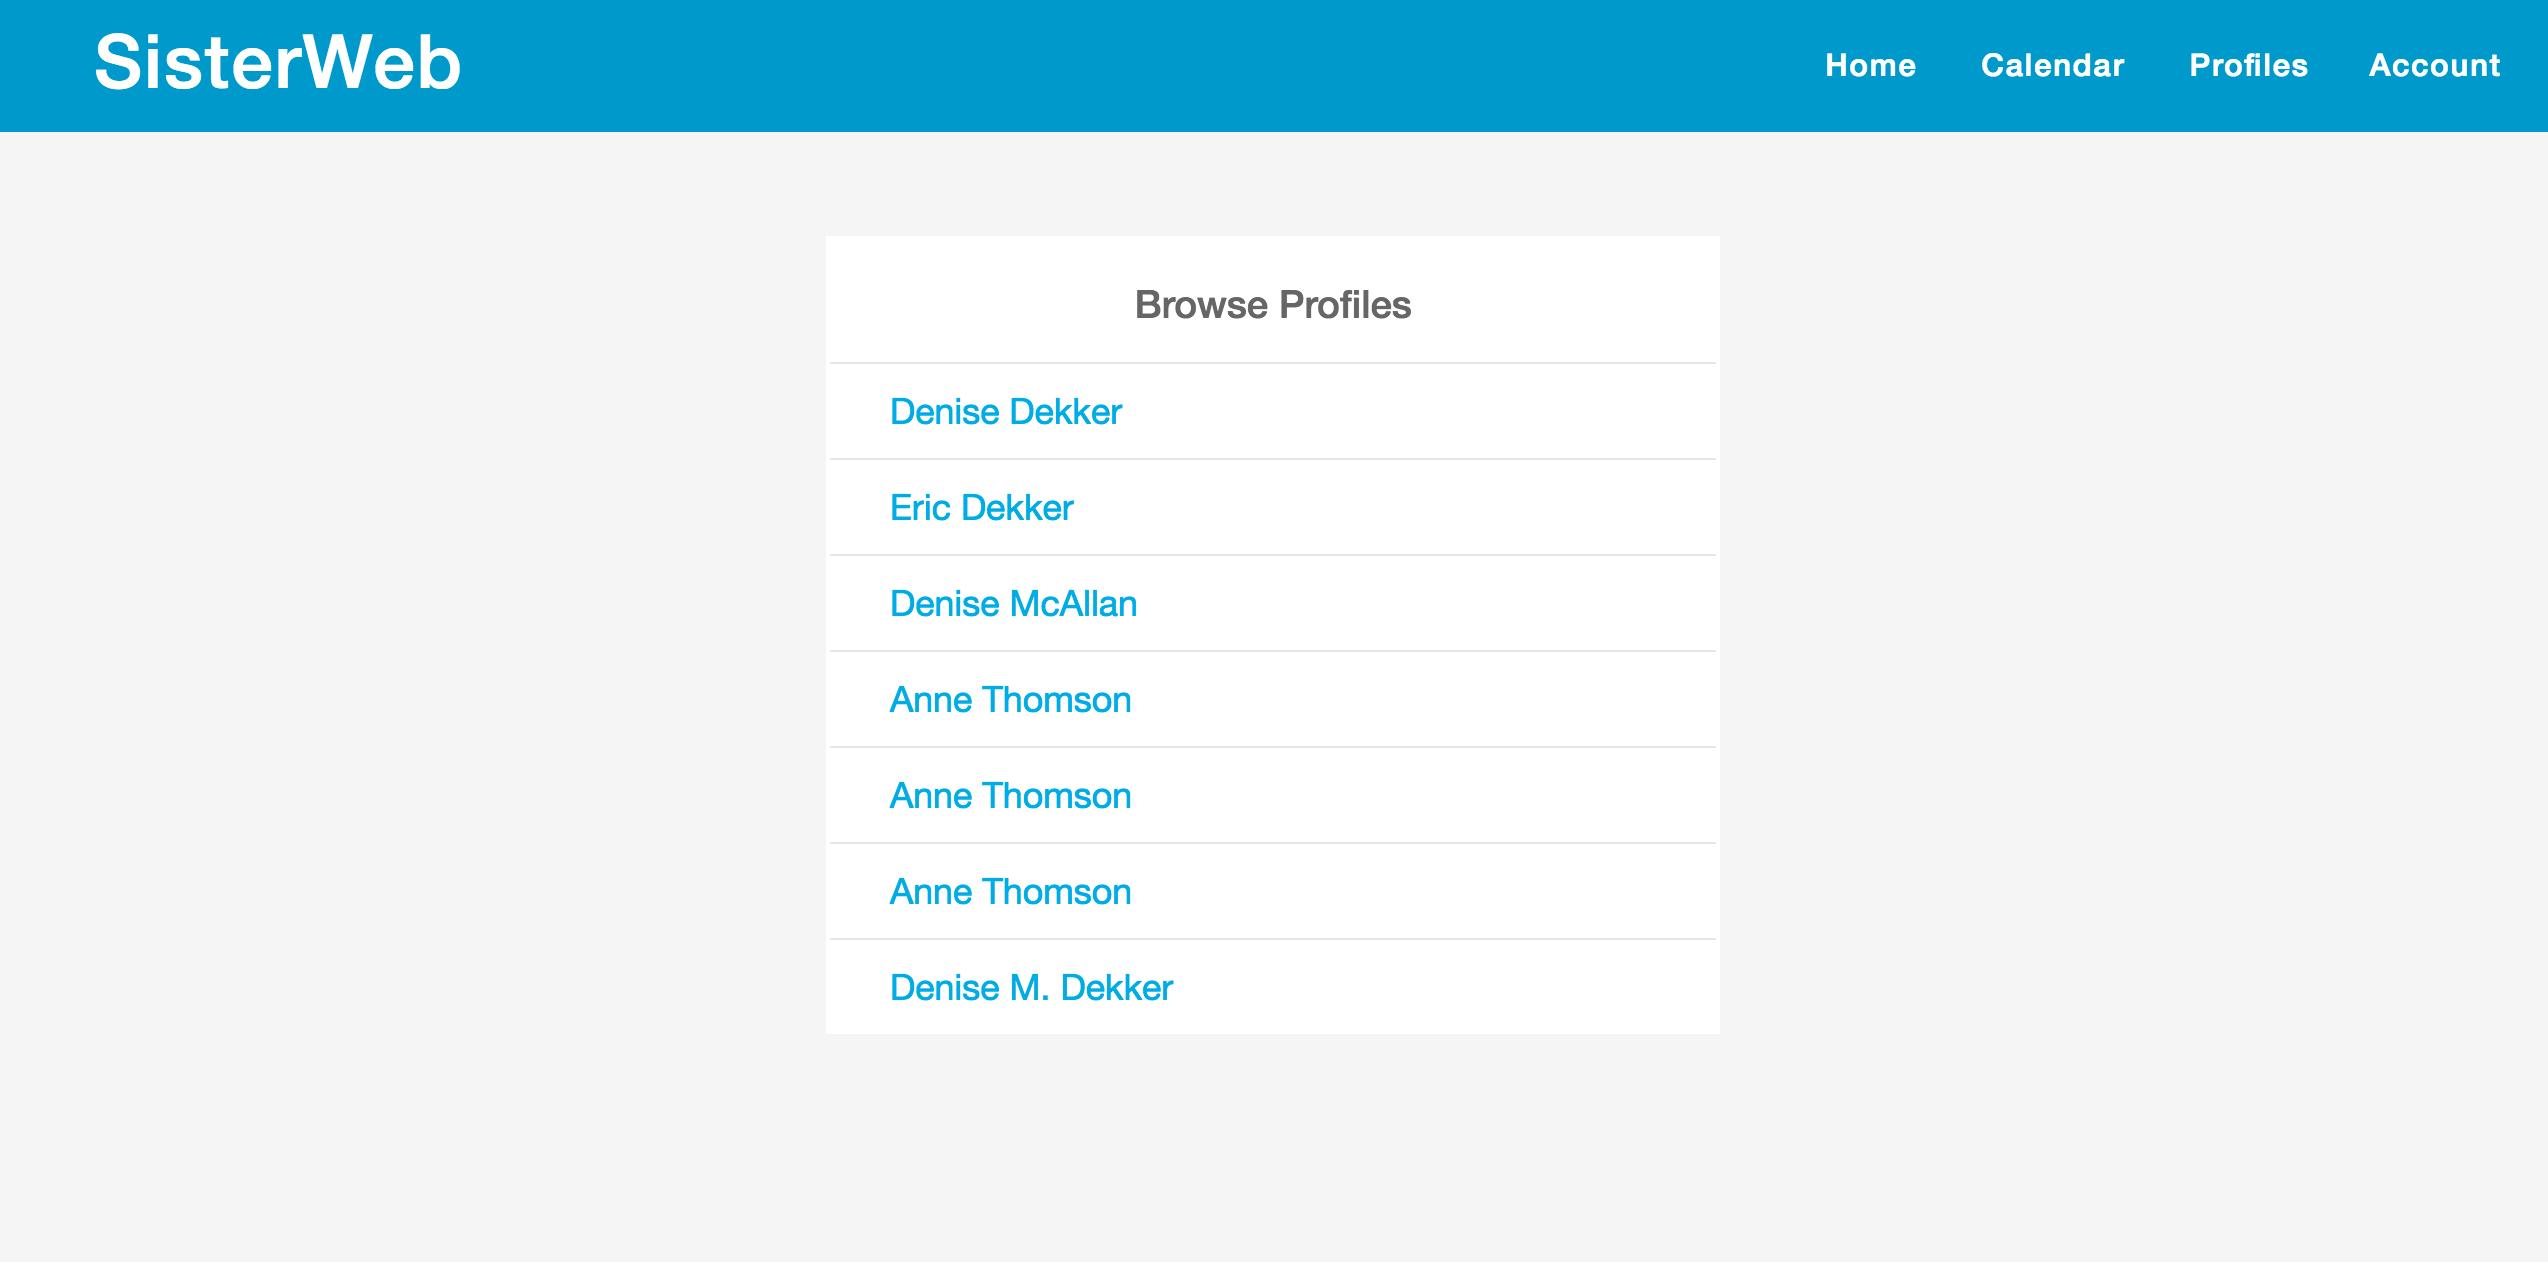 SisterWeb
Home Calendar Profiles Account
Browse Profiles
Denise Dekker
Eric Dekker
Denise McAllan
Anne Thomson
Anne Thomson
Anne Thomson
Denise M. Dekker